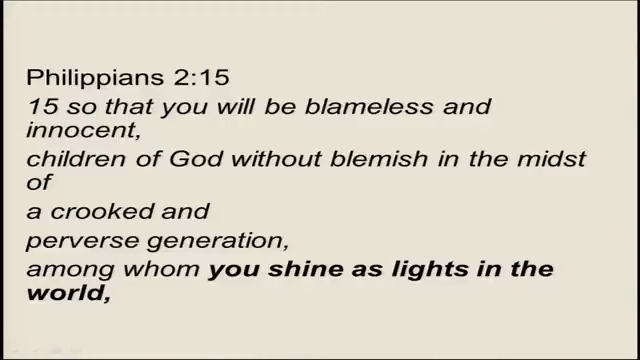 Philippians 2:15
15 so that you will be blameless and
innocent,
children of God without blemish in the midst
of
a crooked and
perverse generation,
among whom you shine as lights in the
world,